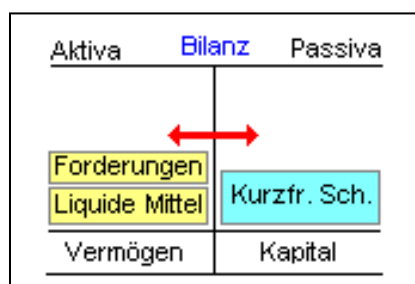 Aktiva Bilanz Passiva
Forderungen
Liquide Mittel Kurzfr. Sch.
Vermögen Kapital